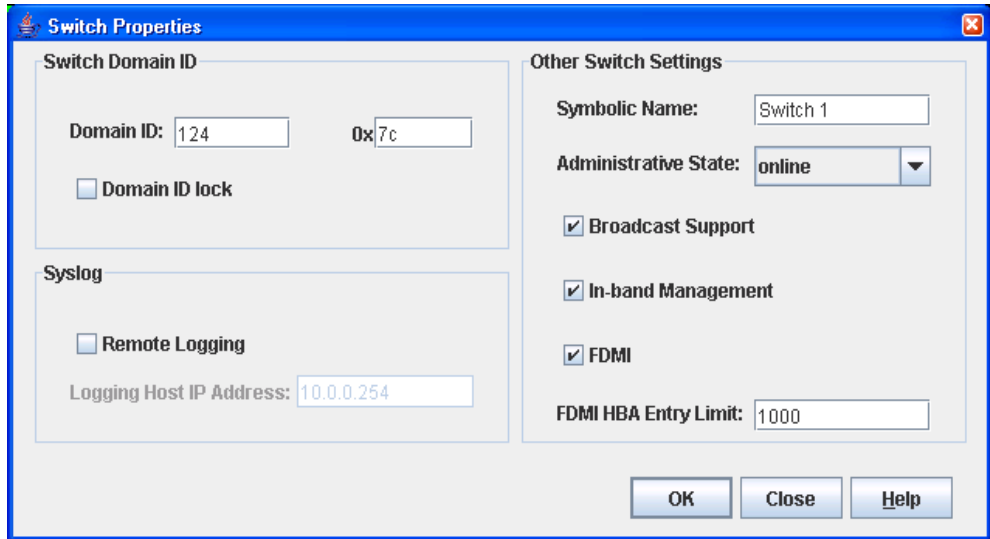 Switch Properties
Switch Domain ID
Domain ID: 124 0x 7c
Domain ID lock
Syslog
Remote Logging
Logging Host IP Address: 10.0.0.254
Other Switch Settings
Symbolic Name: Switch 1
Administrative State: online
Broadcast Support
In-band Management
FDMI
FDMI HBA Entry Limit: 1000
OK Close Help